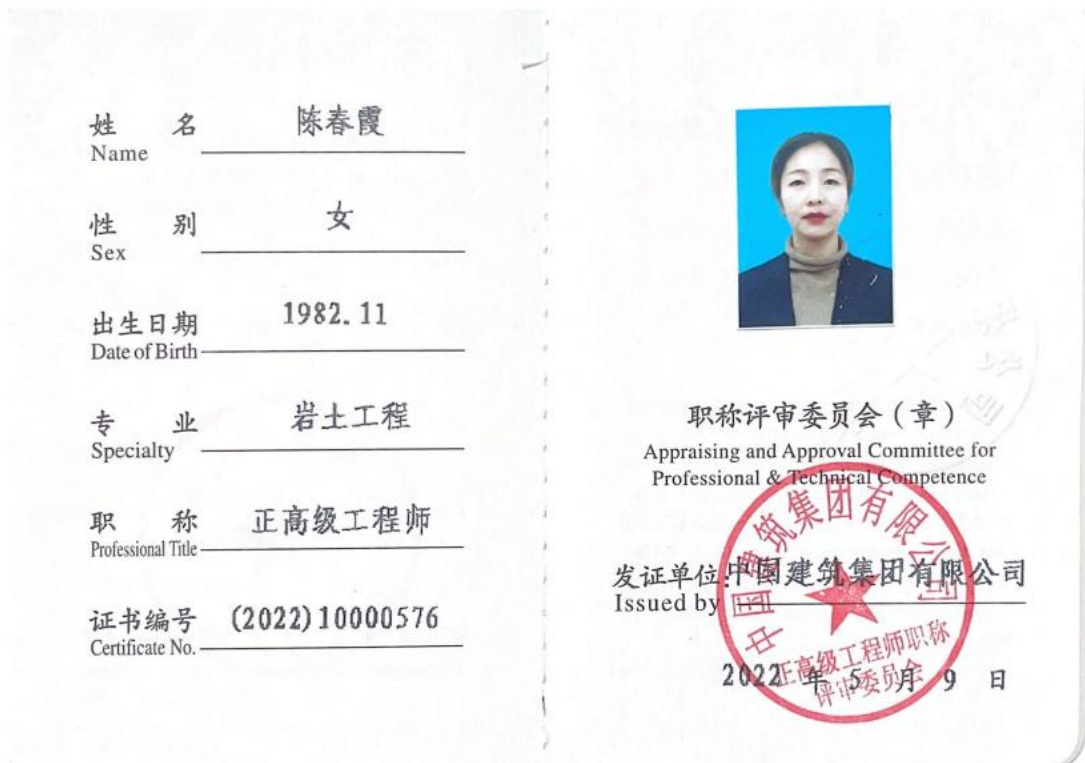 姓 名 陈春霞
Name
性 别 女
Sex
出生日期 1982.11
Date of Birth
专 业 岩土工程
Specialty
职 称 正高级工程师
Professional Title
证书编号 (2022)10000576
Certificate No.
职称评审委员会（章）
Appraising and Approval Committee for
Professional & Technical Competence
发证单位:中国建筑集团有限公司
Issued by
2022 年 5 月 9 日
中国建筑集团有限公司
正高级工程师职称
评审委员会